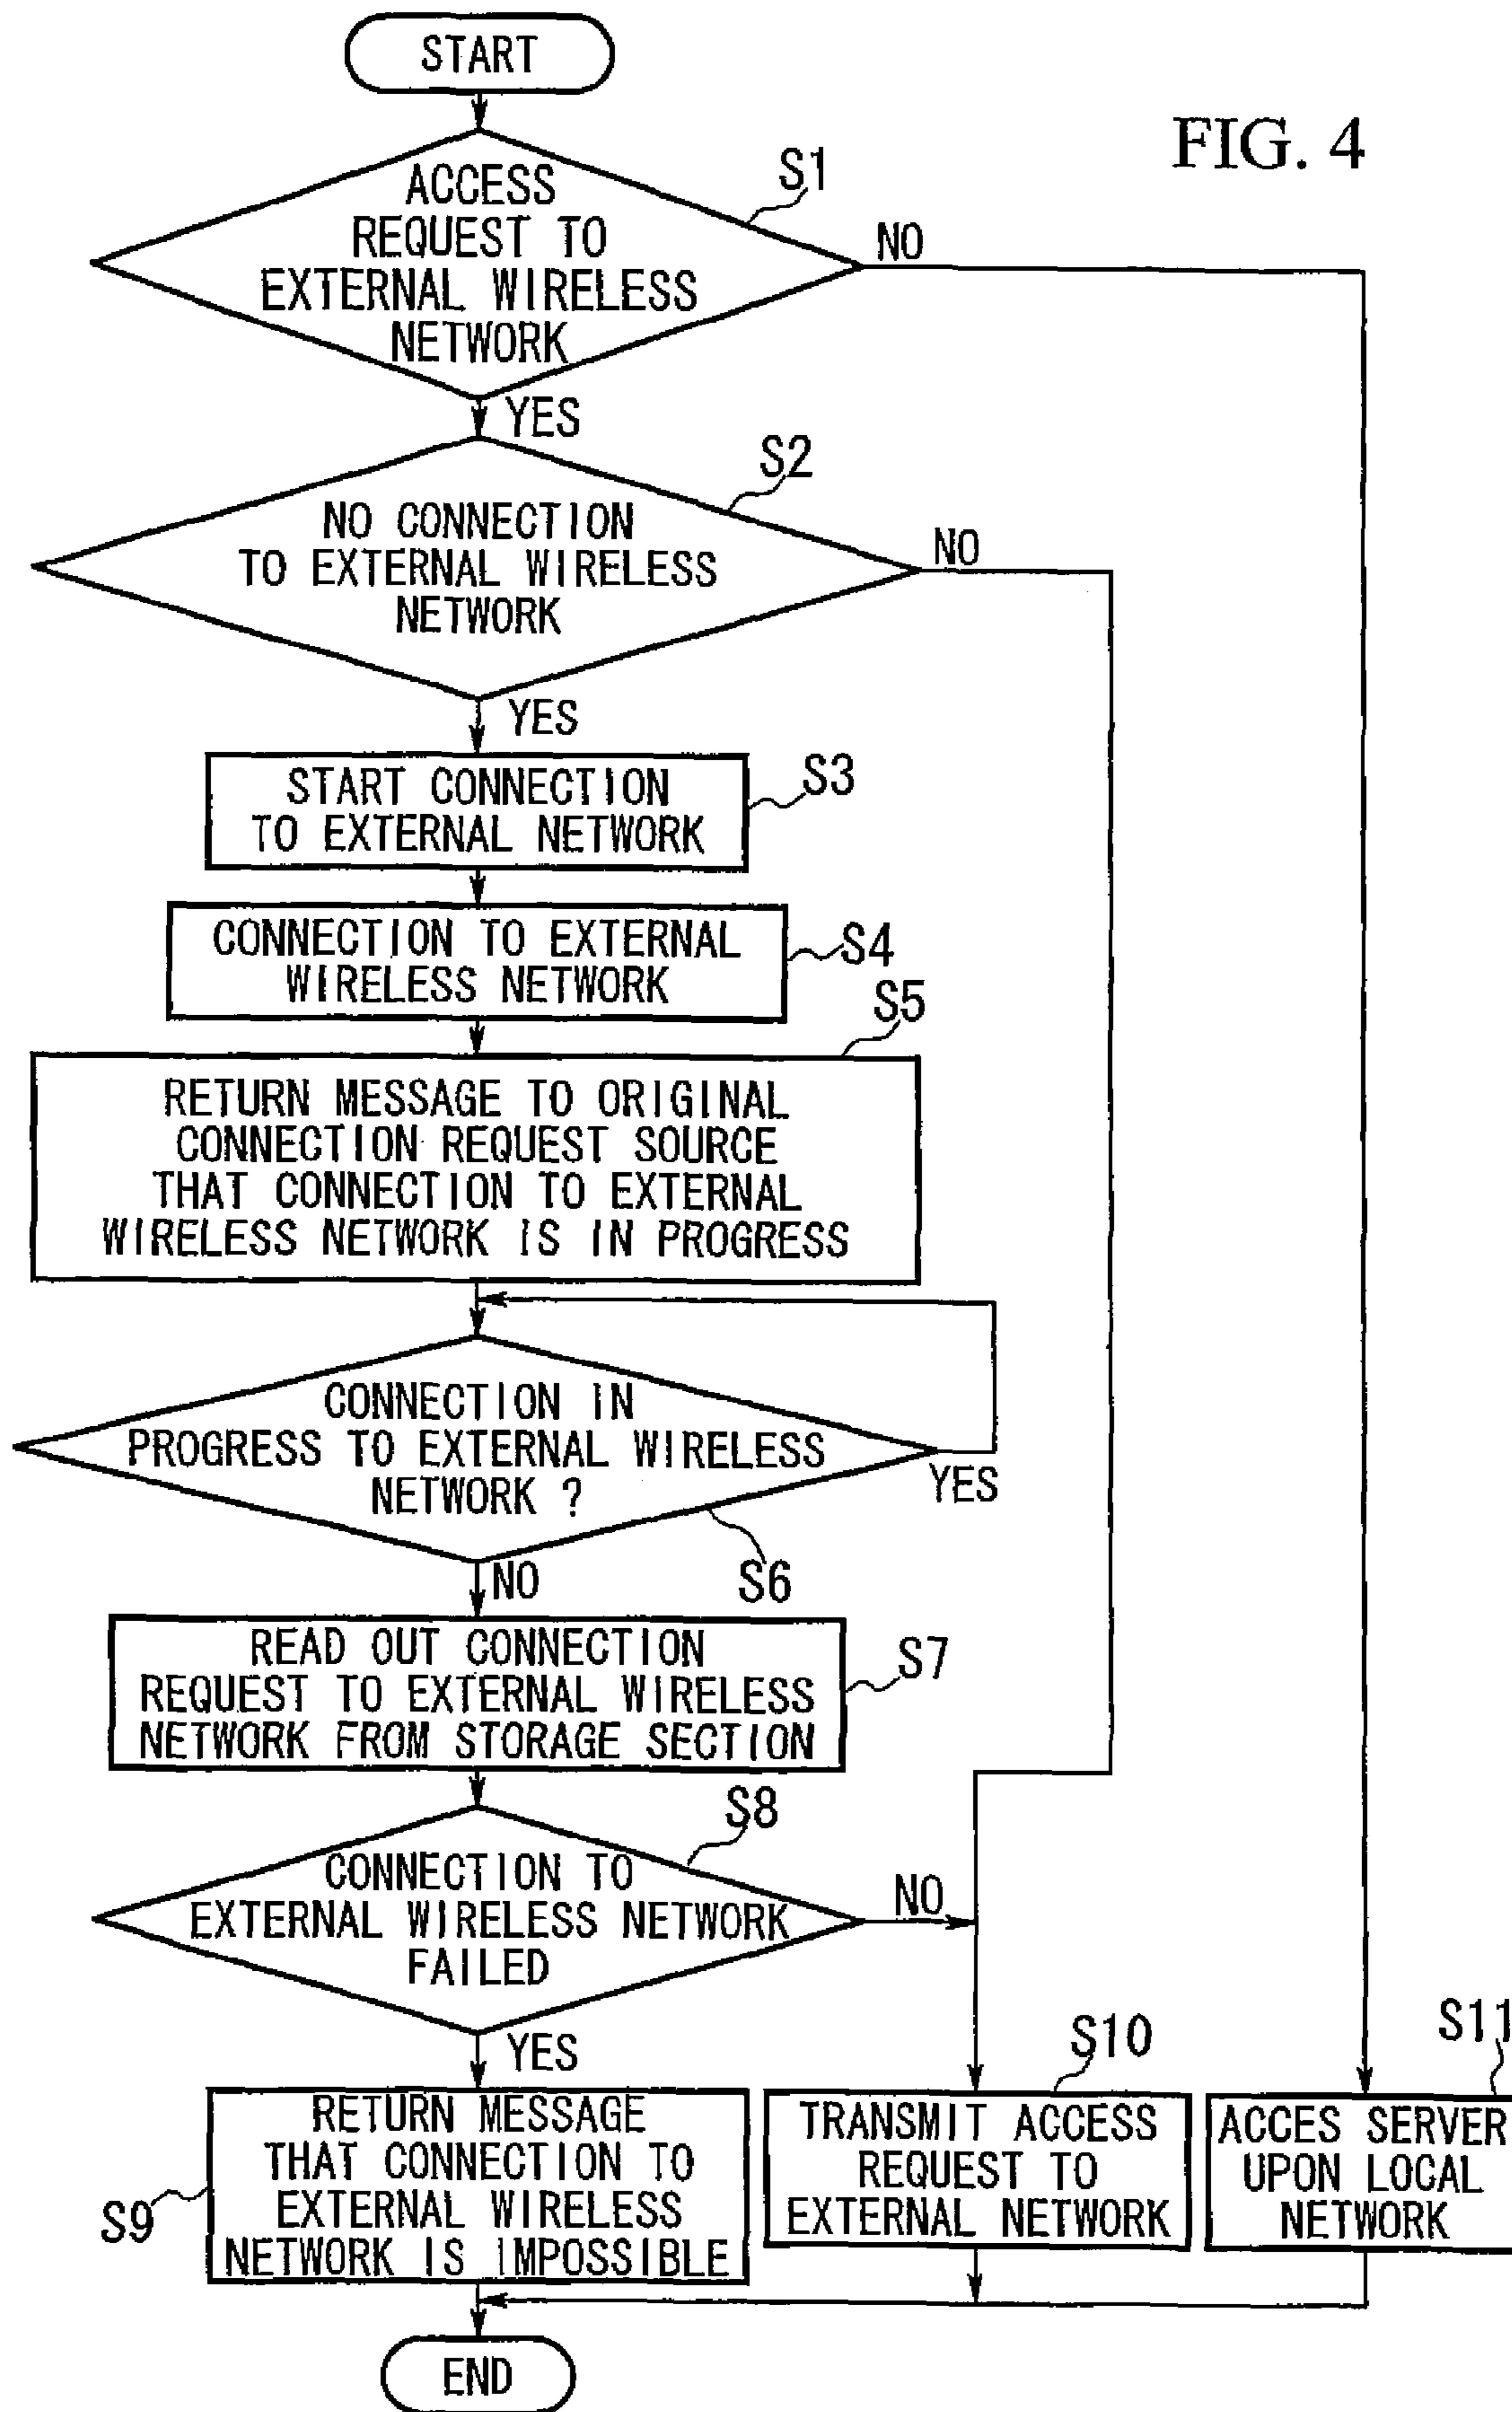 START
FIG. 4
S1
ACCESS
REQUEST TO
EXTERNAL WIRELESS
NETWORK
NO
YES
S2
NO CONNECTION
TO EXTERNAL WIRELESS
NETWORK
NO
YES
S3
START CONNECTION
TO EXTERNAL NETWORK
S4
CONNECTION TO EXTERNAL
WIRELESS NETWORK
S5
RETURN MESSAGE TO ORIGINAL
CONNECTION REQUEST SOURCE
THAT CONNECTION TO EXTERNAL
WIRELESS NETWORK IS IN PROGRESS
CONNECTION IN
PROGRESS TO EXTERNAL WIRELESS
NETWORK ?
YES
S6
NO
READ OUT CONNECTION
REQUEST TO EXTERNAL WIRELESS
NETWORK FROM STORAGE SECTION
S7
S8
CONNECTION TO
EXTERNAL WIRELESS NETWORK
FAILED
NO
YES
S9
RETURN MESSAGE
THAT CONNECTION TO
EXTERNAL WIRELESS
NETWORK IS IMPOSSIBLE
S10
TRANSMIT ACCESS
REQUEST TO
EXTERNAL NETWORK
S11
ACCES SERVER
UPON LOCAL
NETWORK
END